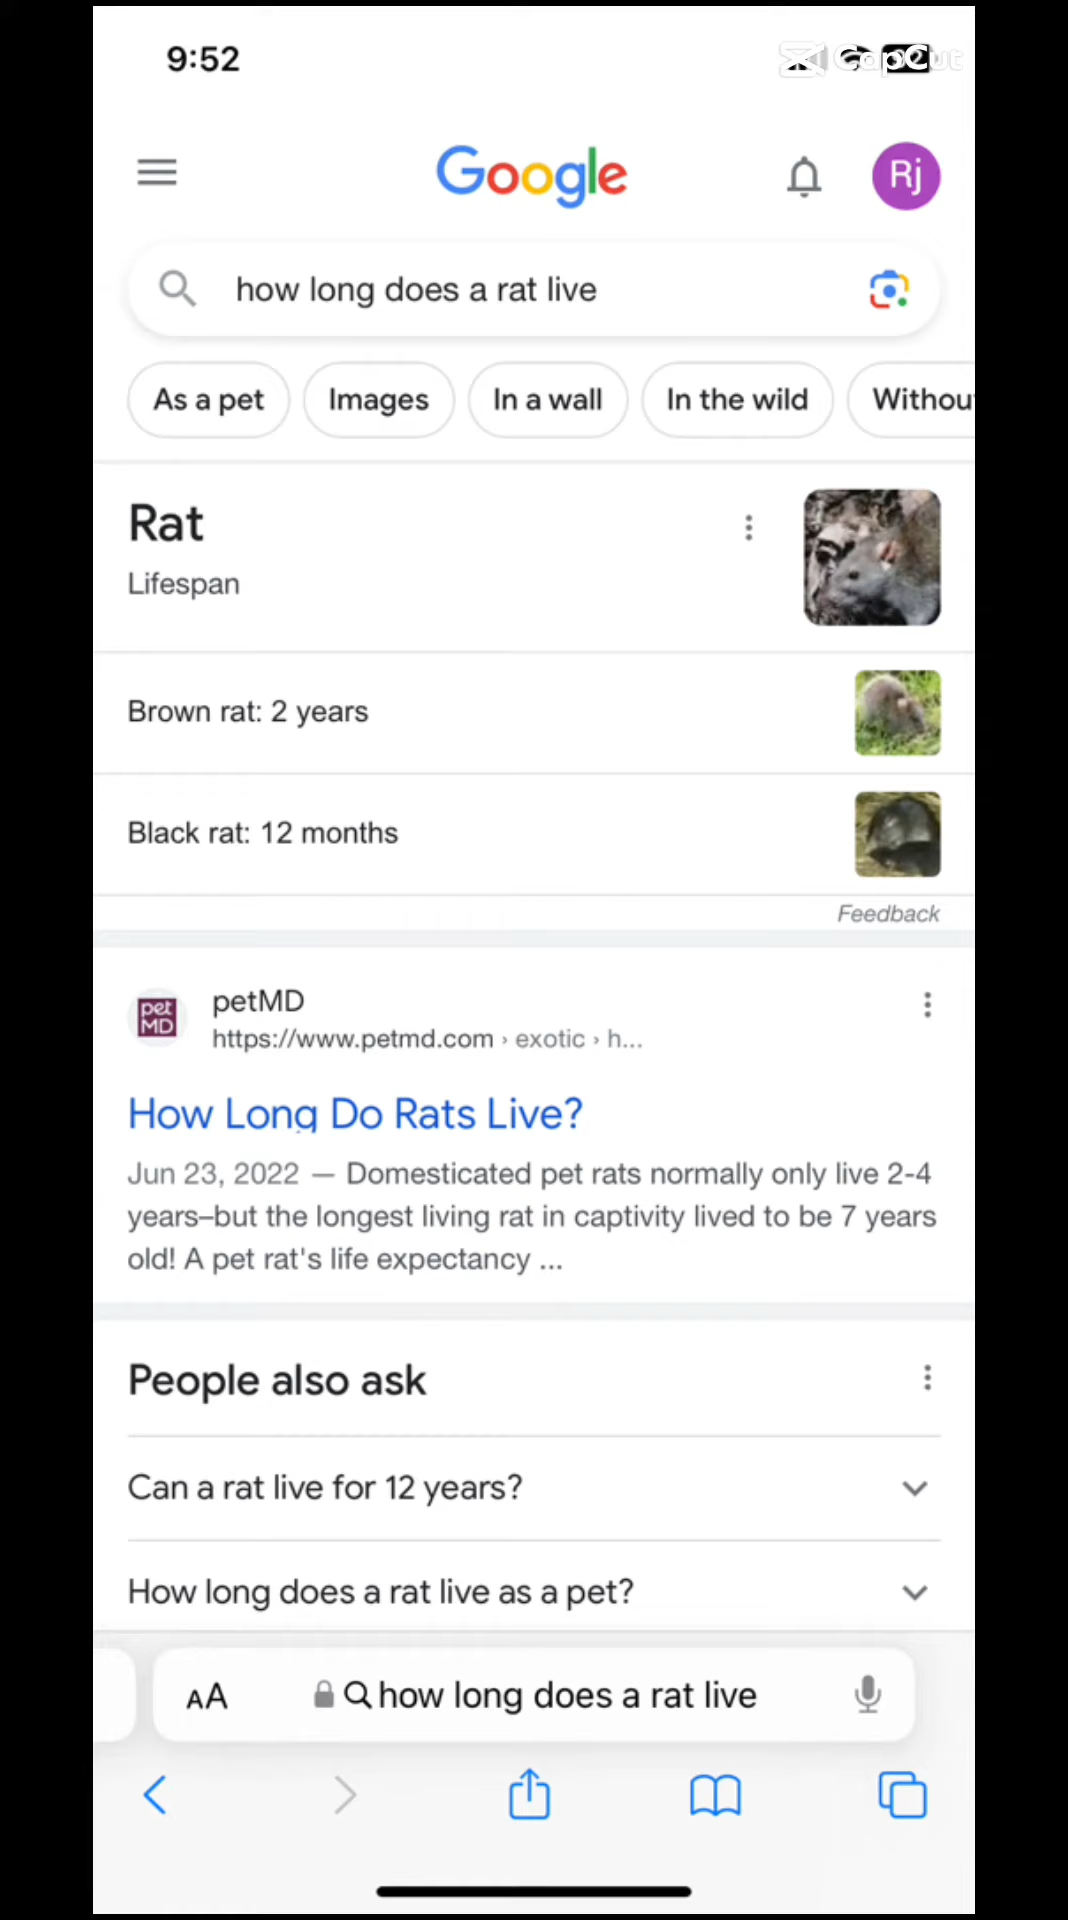 9:52
CapCut
Google
Rj
how long does a rat live
As a pet
Images
In a wall
In the wild
Withou
Rat
Lifespan
Brown rat: 2 years
Black rat: 12 months
Feedback
pet
MD
petMD
https://www.petmd.com › exotic › h...
How Long Do Rats Live?
Jun 23, 2022 — Domesticated pet rats normally only live 2-4
years–but the longest living rat in captivity lived to be 7 years
old! A pet rat's life expectancy ...
People also ask
Can a rat live for 12 years?
How long does a rat live as a pet?
AA
how long does a rat live